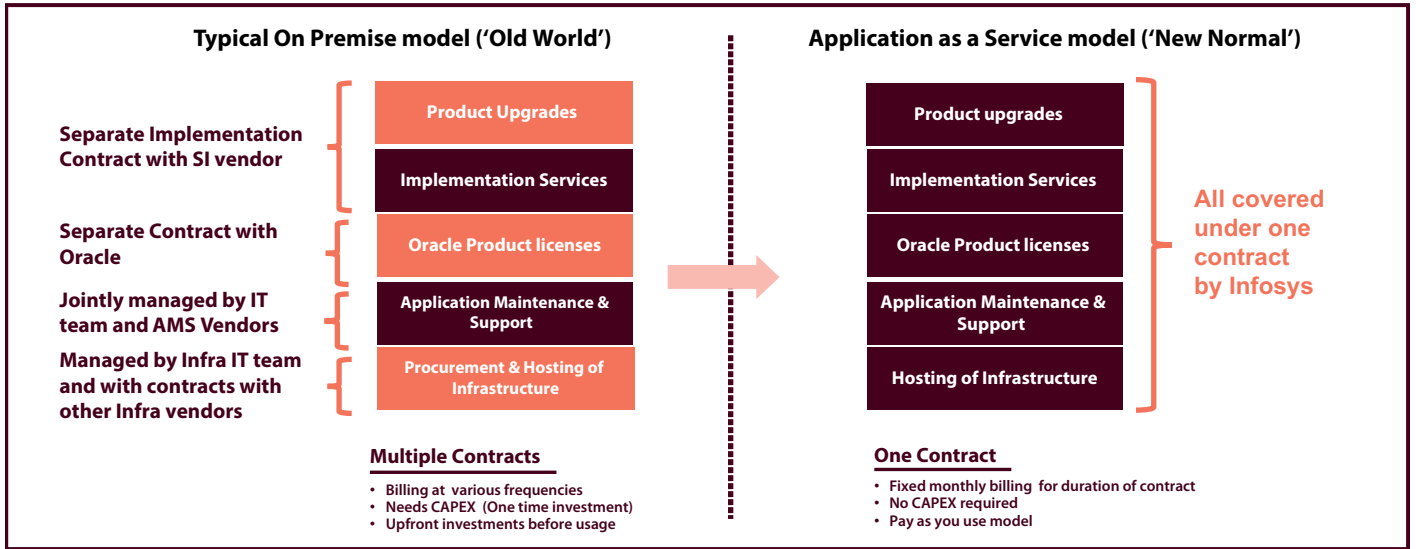 Typical On Premise model (‘Old World’)
Separate Implementation
Contract with SI vendor
Separate Contract with
Oracle
Jointly managed by IT
team and AMS Vendors
Managed by Infra IT team
and with contracts with
other Infra vendors
Product Upgrades
Implementation Services
Oracle Product licenses
Application Maintenance &
Support
Procurement & Hosting of
Infrastructure
Multiple Contracts
• Billing at various frequencies
• Needs CAPEX (One time investment)
• Upfront investments before usage
Application as a Service model (‘New Normal’)
Product upgrades
Implementation Services
Oracle Product licenses
Application Maintenance &
Support
Hosting of Infrastructure
All covered
under one
contract
by Infosys
One Contract
• Fixed monthly billing for duration of contract
• No CAPEX required
• Pay as you use model